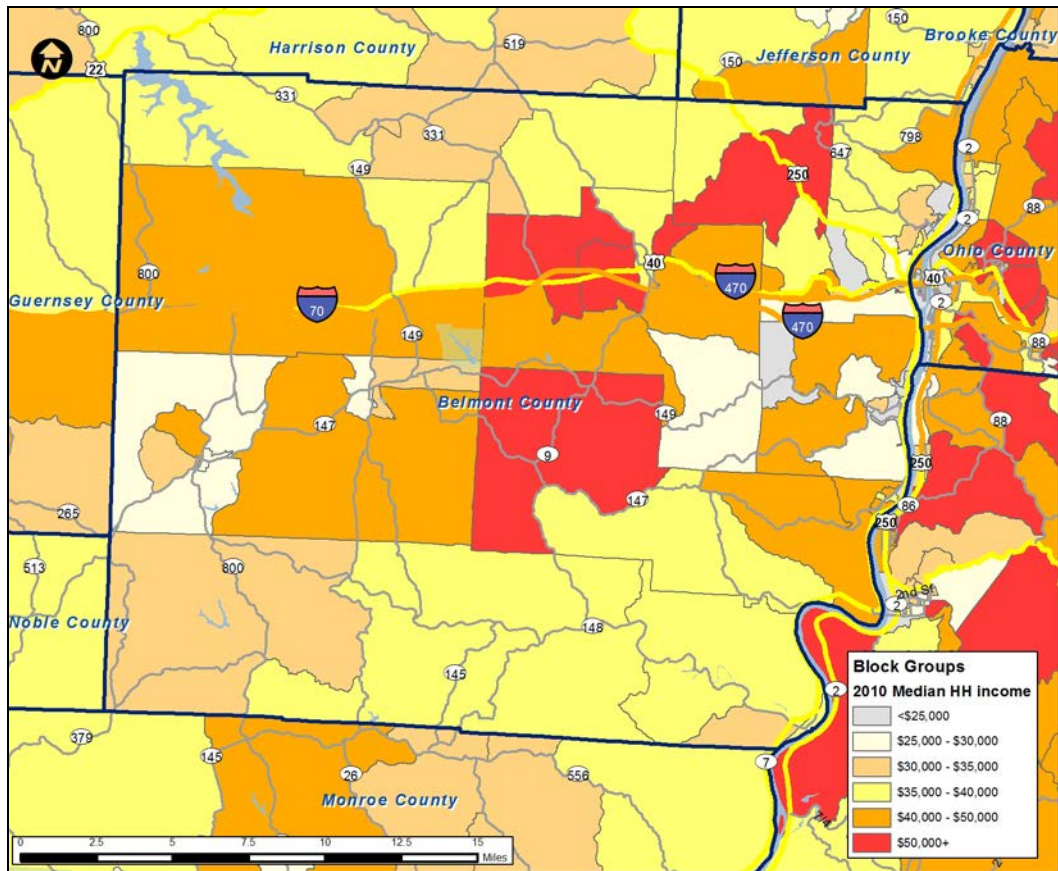 800
150
519
Harrison County
Brooke County
Jefferson County
N
22
150
331
331
798
2
647
149
250
88
2
Ohio County
40
40
800
470
2
Guernsey County
70
470
149
88
Belmont County
147
149
88
9
250
147
265
86
250
513
800
2nd St
2
Noble County
148
145
2
Block Groups
2010 Median HH income
<$25,000
$25,000 - $30,000
$30,000 - $35,000
$35,000 - $40,000
$40,000 - $50,000
$50,000+
379
145
7
26
556
Monroe County
0 2.5 5 7.5 10 12.5 15
Miles